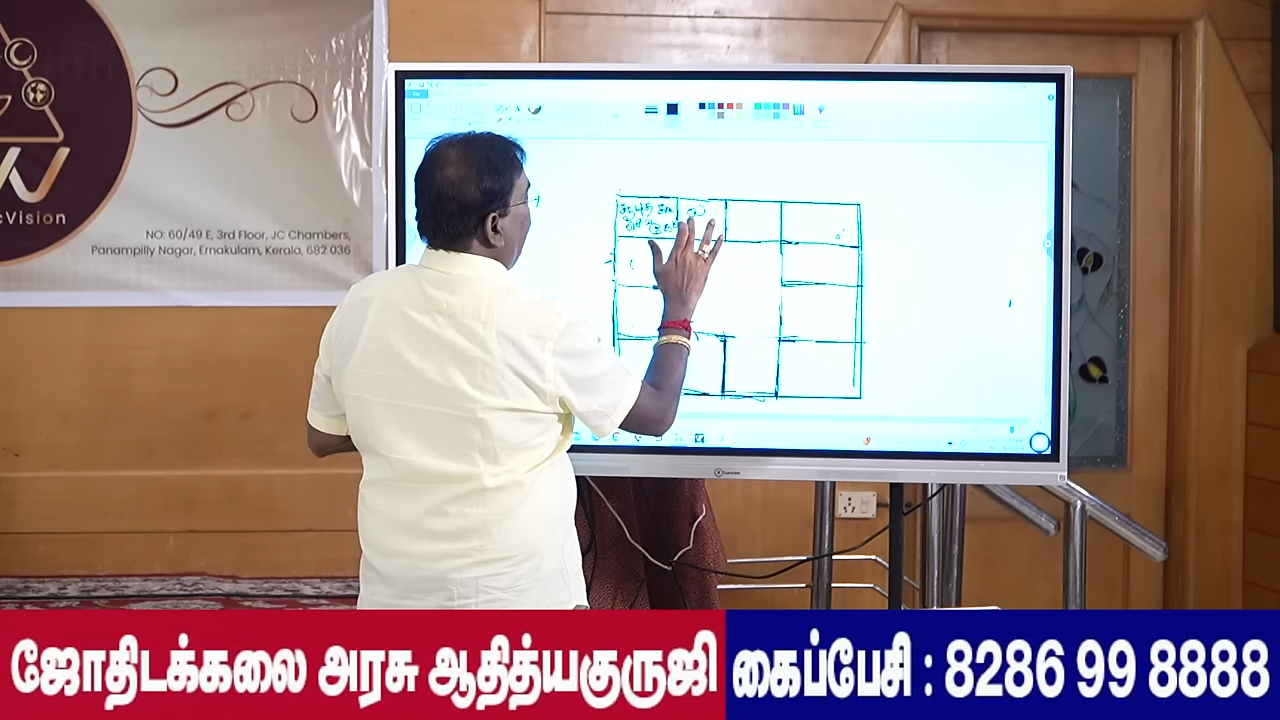 cVision
NO: 60/49 E, 3rd Floor, JC Chambers,
Panampilly Nagar, Ernakulam, Kerala, 682 036
ஜோதிடக்கலை அரசு ஆதித்யகுருஜி
கைப்பேசி : 8286 99 8888